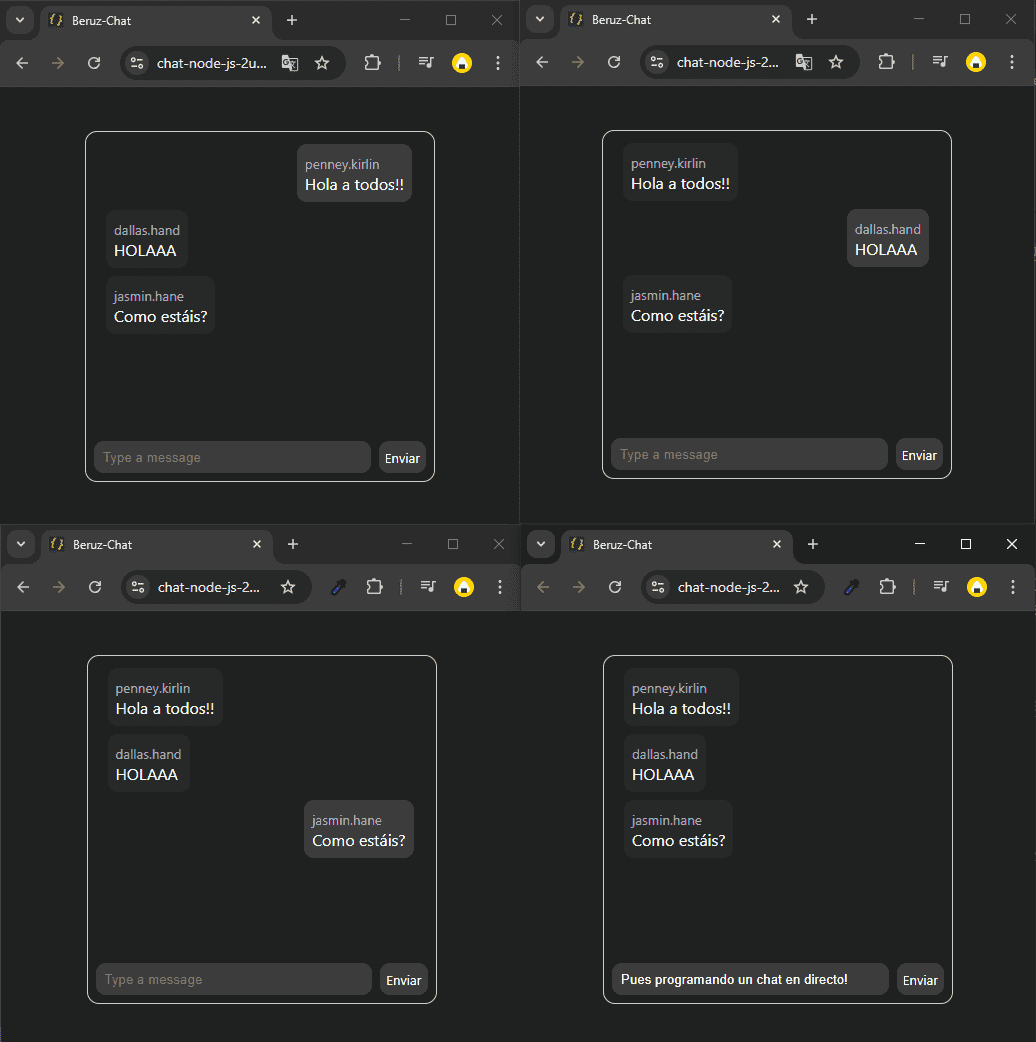 Beruz-Chat
chat-node-js-2u...
penney.kirlin
Hola a todos!!
dallas.hand
HOLAAA
jasmin.hane
Como estáis?
Type a message
Enviar
Beruz-Chat
chat-node-js-2...
penney.kirlin
Hola a todos!!
dallas.hand
HOLAAA
jasmin.hane
Como estáis?
Type a message
Enviar
Beruz-Chat
chat-node-js-2...
penney.kirlin
Hola a todos!!
dallas.hand
HOLAAA
jasmin.hane
Como estáis?
Type a message
Enviar
Beruz-Chat
chat-node-js-2...
penney.kirlin
Hola a todos!!
dallas.hand
HOLAAA
jasmin.hane
Como estáis?
Pues programando un chat en directo!
Enviar